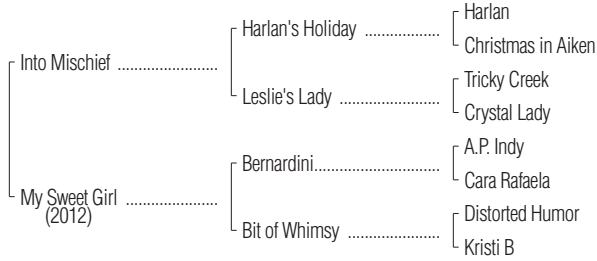 Harlan
Harlan's Holiday ..................
Christmas in Aiken
Into Mischief ........................
Tricky Creek
Leslie's Lady ........................
Crystal Lady
A.P. Indy
Bernardini..............................
Cara Rafaela
My Sweet Girl ......................
(2012)
Distorted Humor
Bit of Whimsy ......................
Kristi B